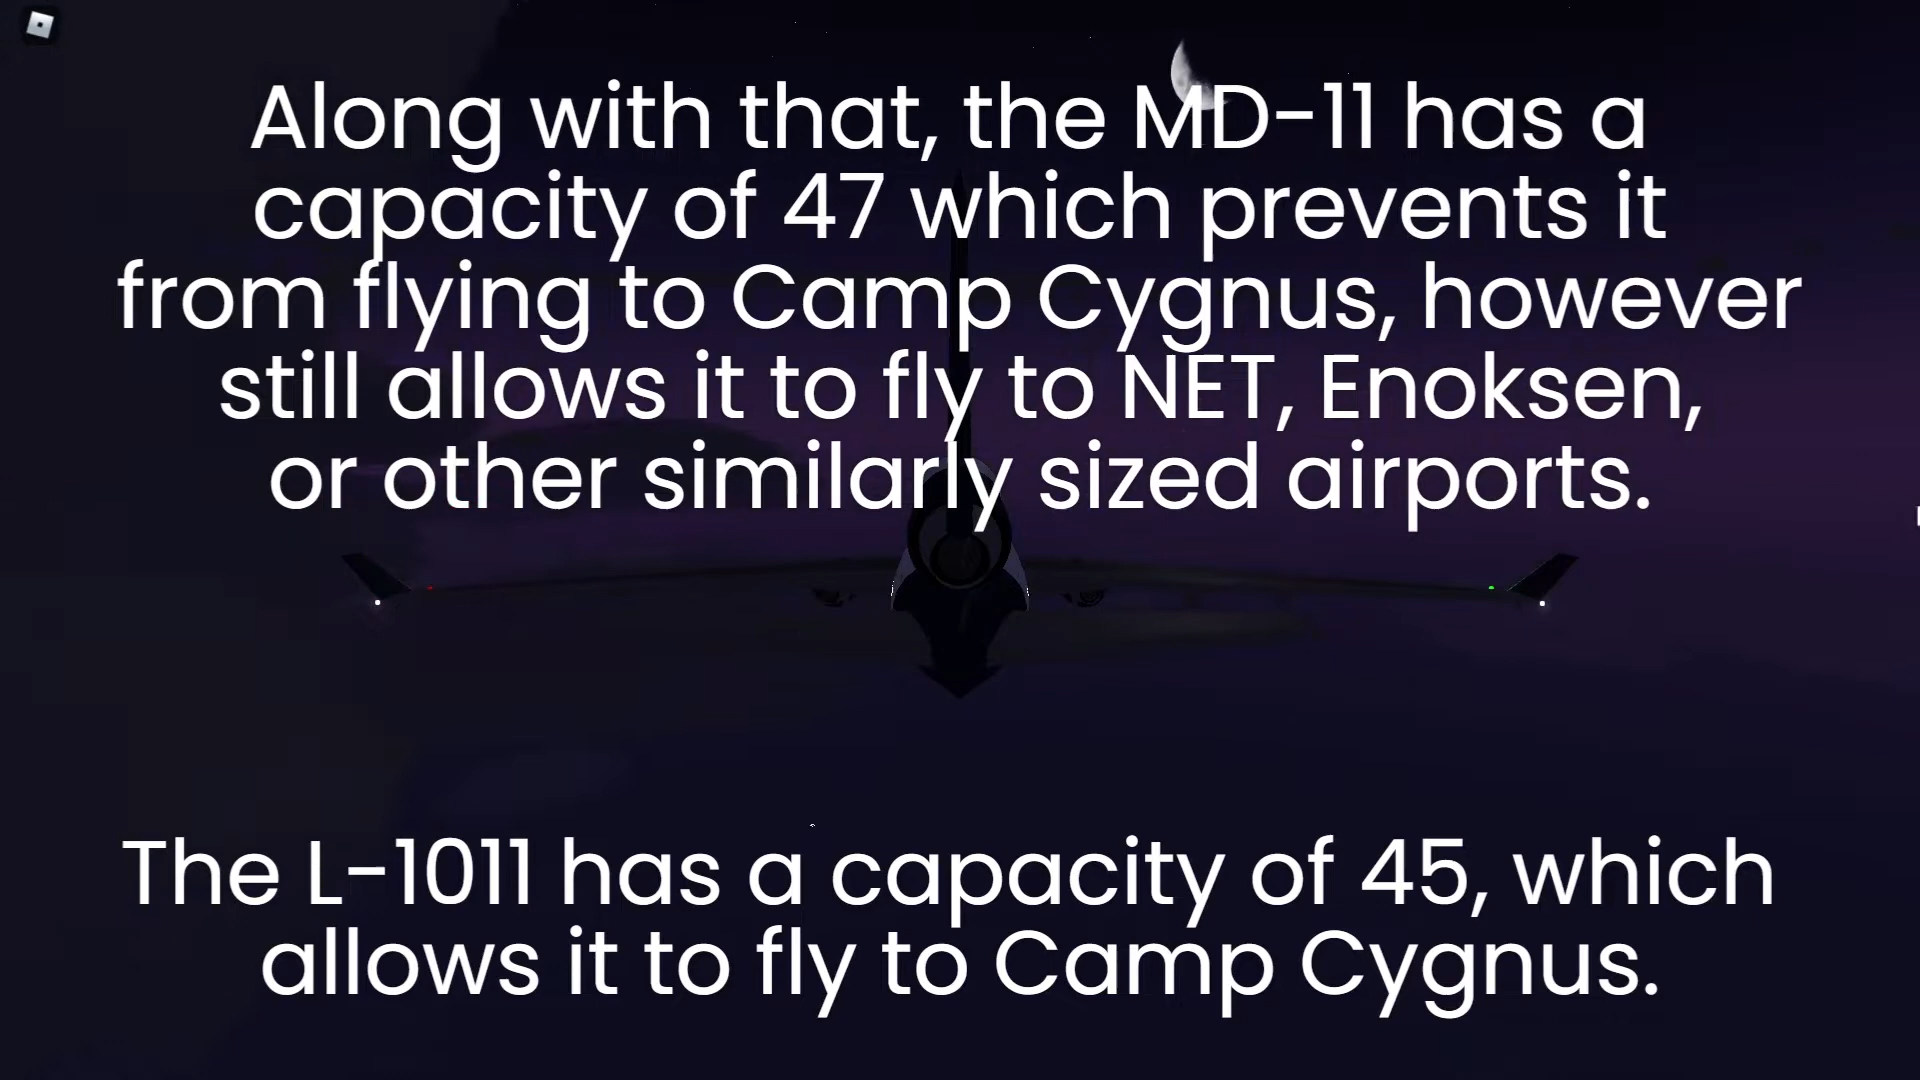 Along with that, the MD-11 has a
capacity of 47 which prevents it
from flying to Camp Cygnus, however
still allows it to fly to NET, Enoksen,
or other similarly sized airports.
The L-1011 has a capacity of 45, which
allows it to fly to Camp Cygnus.